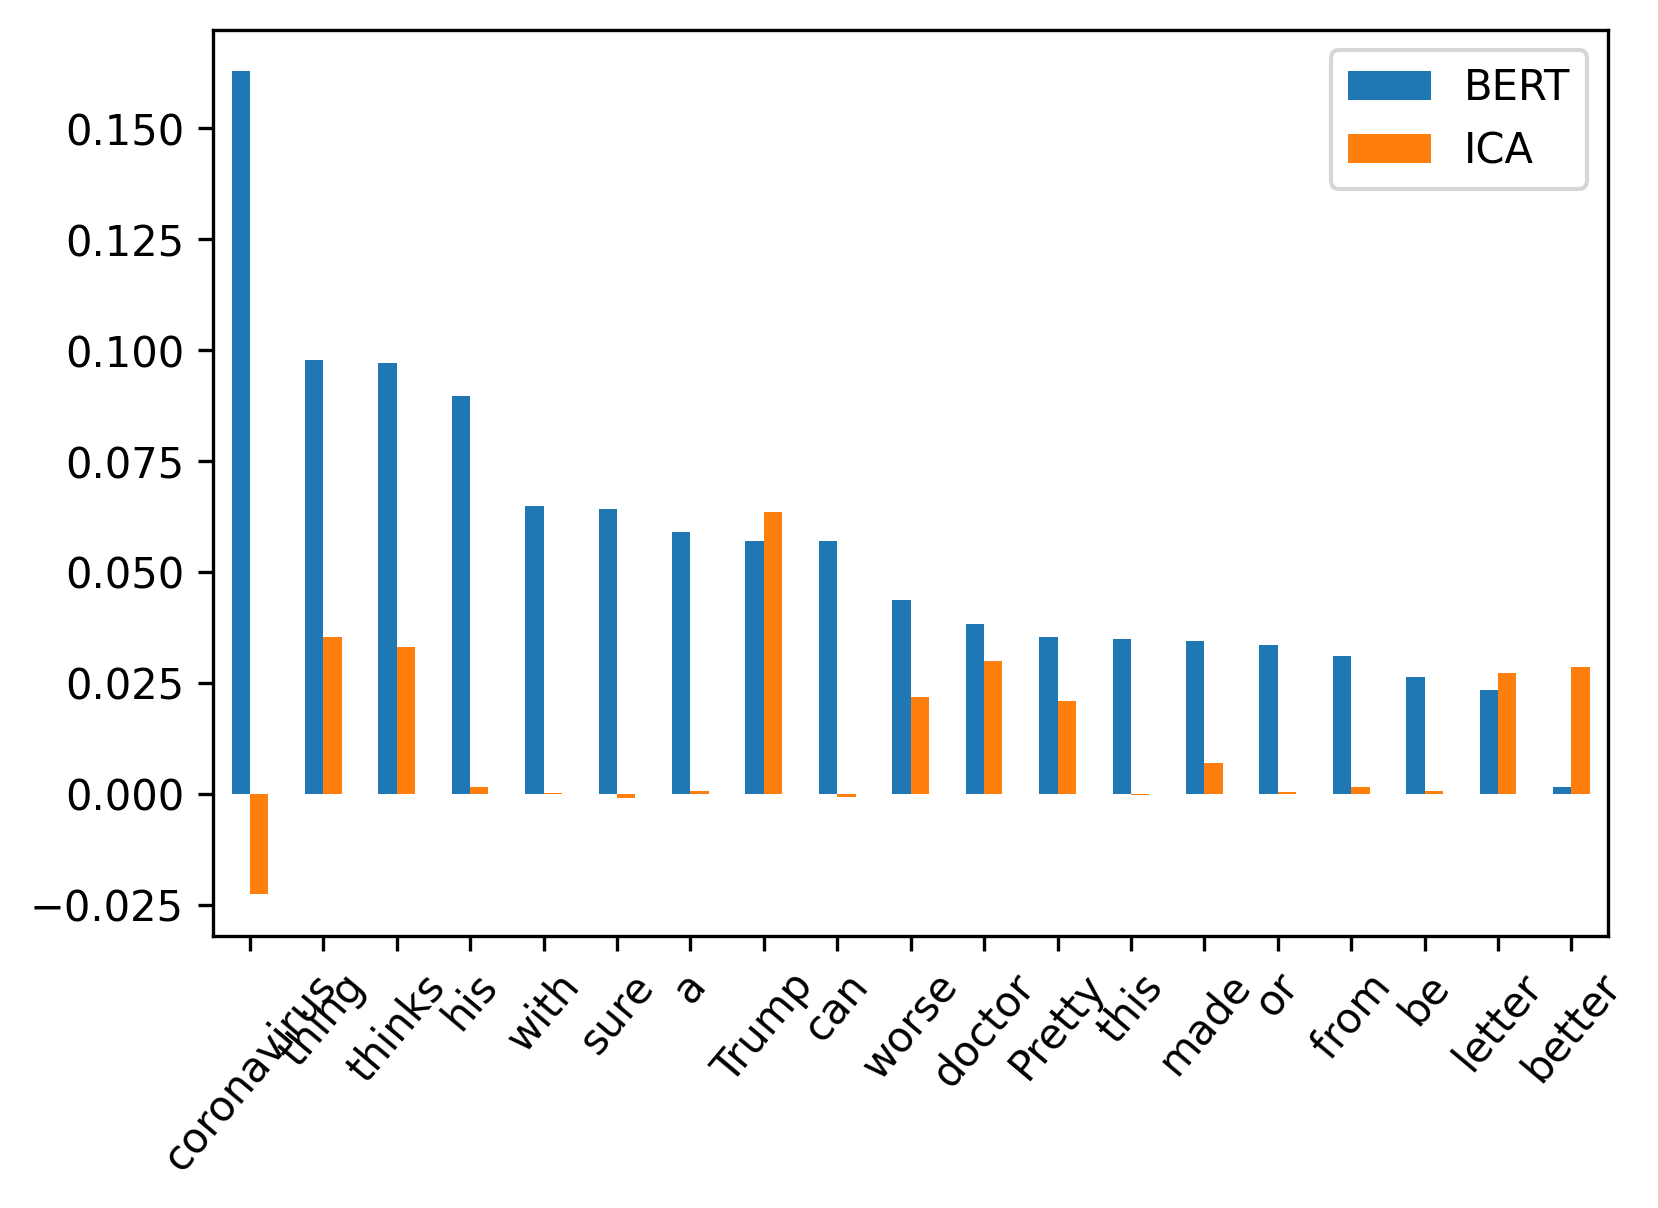 BERT
ICA
0.150
0.125
0.100
0.075
0.050
0.025
0.000
−0.025
coronavirus
thing
thinks
his
with
sure
a
Trump
can
worse
doctor
Pretty
this
made
or
from
be
letter
better